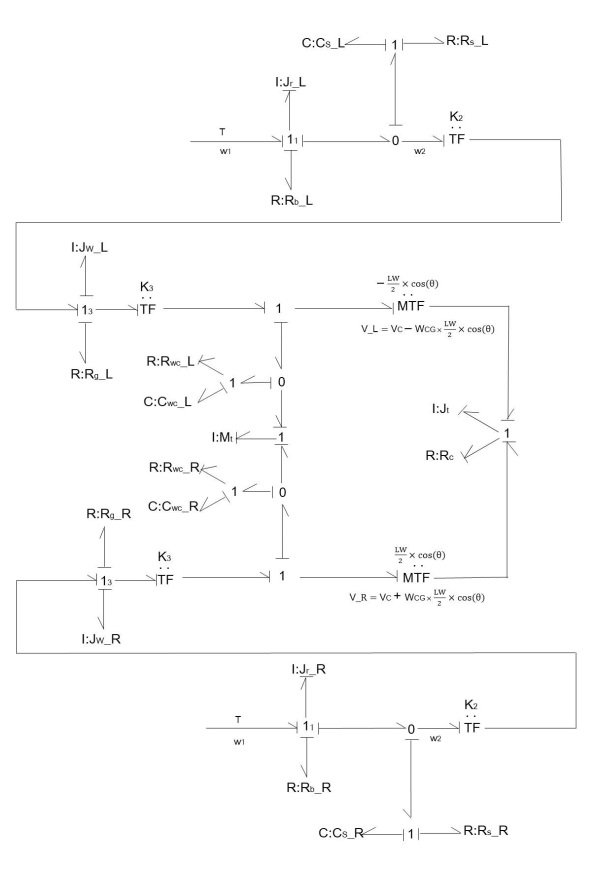 C:Cs_L 1 R:Rs_L
I:Jr_L
K2
T
11 0 TF
w1 w2
R:Rb_L
I:Jw_L
K3
13 TF 1 MTF
− LW/2 × cos(θ)
V_L = Vc − WCG × LW/2 × cos(θ)
R:Rg_L
R:Rwc_L
1 0
C:Cwc_L
I:Jt
I:Mt 1
1
R:Rc
R:Rwc_R
1 0
C:Cwc_R
R:Rg_R
K3
LW/2 × cos(θ)
13 TF 1 MTF
V_R = Vc + WCG × LW/2 × cos(θ)
I:Jw_R
I:Jr_R
K2
T
11 0 TF
w1 w2
R:Rb_R
C:Cs_R 1 R:Rs_R